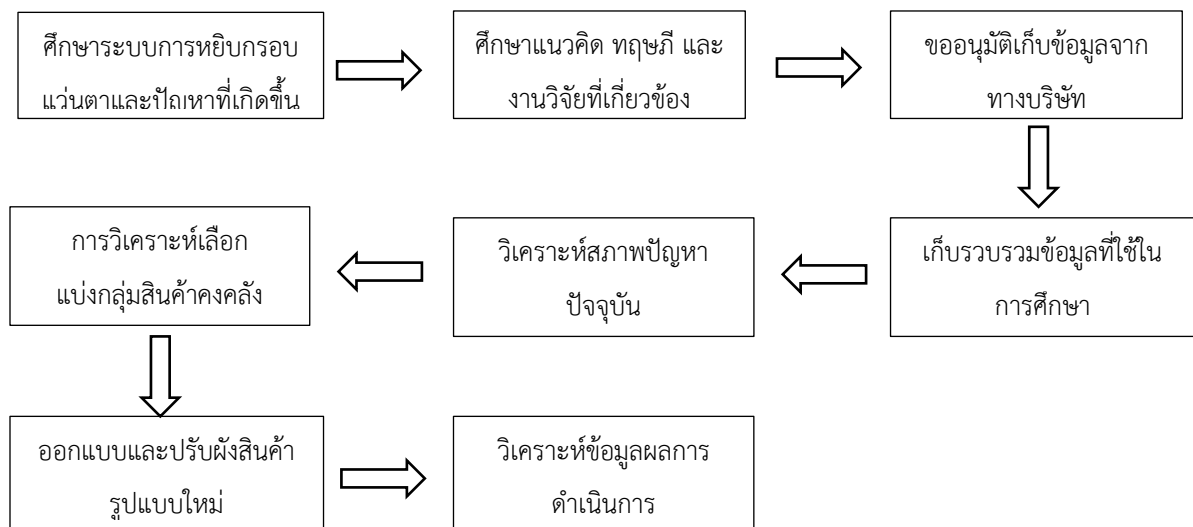 ศึกษาระบบการหยิบกรอบ
แว่นตาและปัญหาที่เกิดขึ้น
ศึกษาแนวคิด ทฤษฎี และ
งานวิจัยที่เกี่ยวข้อง
ขออนุมัติเก็บข้อมูลจาก
ทางบริษัท
เก็บรวบรวมข้อมูลที่ใช้ใน
การศึกษา
วิเคราะห์สภาพปัญหา
ปัจจุบัน
การวิเคราะห์เลือก
แบ่งกลุ่มสินค้าคงคลัง
ออกแบบและปรับผังสินค้า
รูปแบบใหม่
วิเคราะห์ข้อมูลผลการ
ดำเนินการ